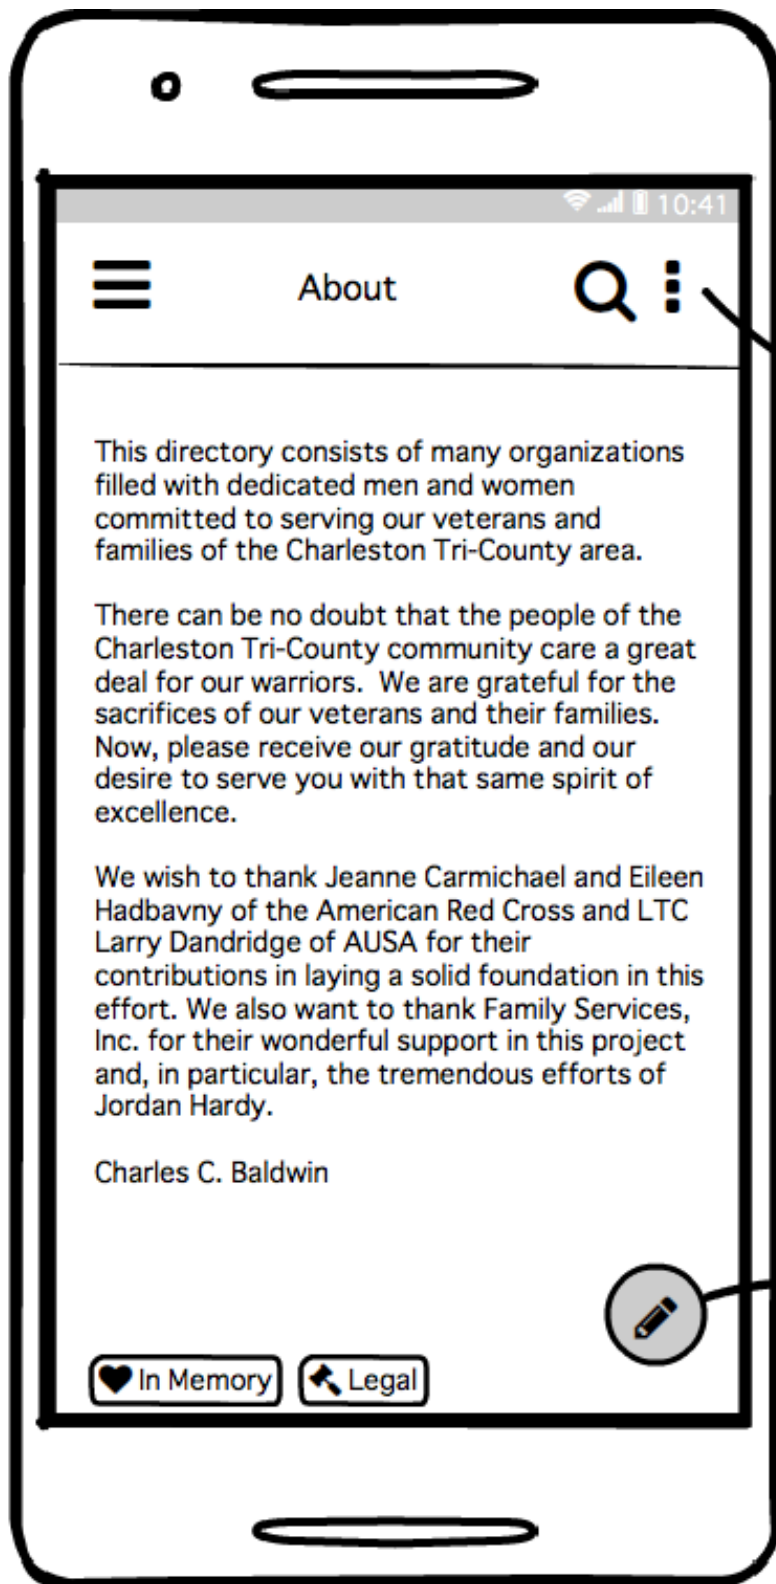 10:41
About
This directory consists of many organizations
filled with dedicated men and women
committed to serving our veterans and
families of the Charleston Tri-County area.
There can be no doubt that the people of the
Charleston Tri-County community care a great
deal for our warriors.  We are grateful for the
sacrifices of our veterans and their families.
Now, please receive our gratitude and our
desire to serve you with that same spirit of
excellence.
We wish to thank Jeanne Carmichael and Eileen
Hadbavny of the American Red Cross and LTC
Larry Dandridge of AUSA for their
contributions in laying a solid foundation in this
effort. We also want to thank Family Services,
Inc. for their wonderful support in this project
and, in particular, the tremendous efforts of
Jordan Hardy.
Charles C. Baldwin
In Memory Legal